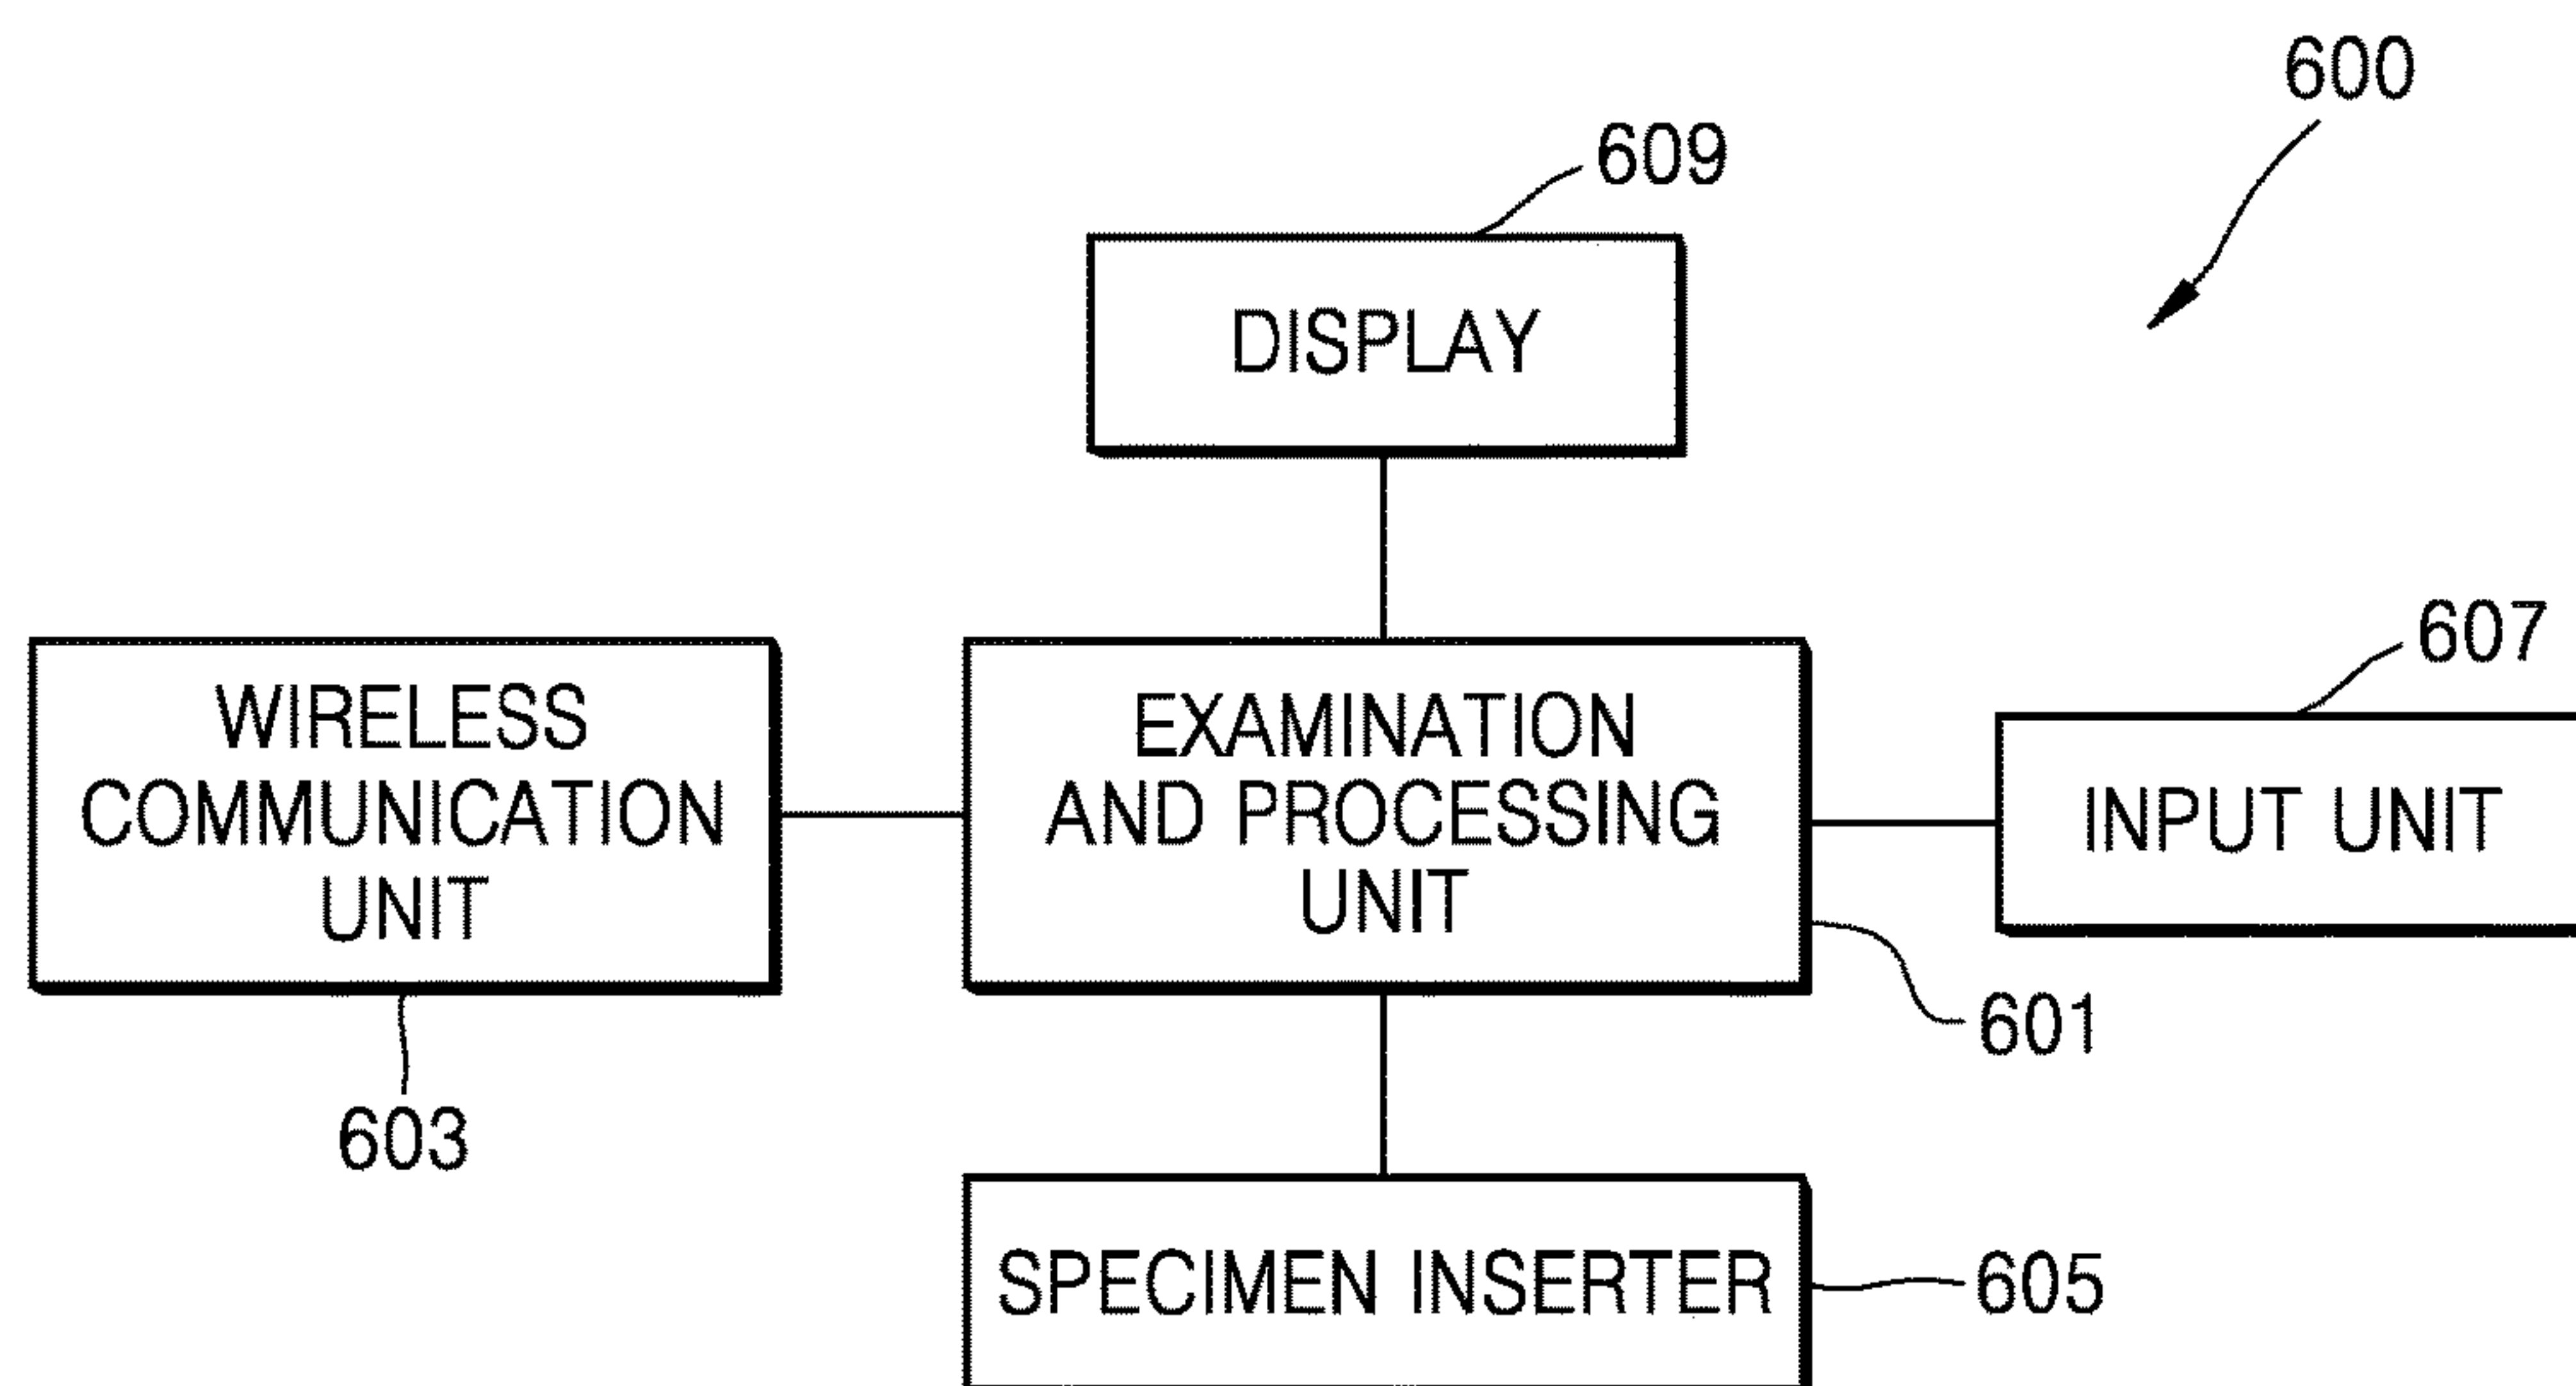 600
609
DISPLAY
607
WIRELESS
COMMUNICATION
UNIT
EXAMINATION
AND PROCESSING
UNIT
INPUT UNIT
601
603
SPECIMEN INSERTER
605